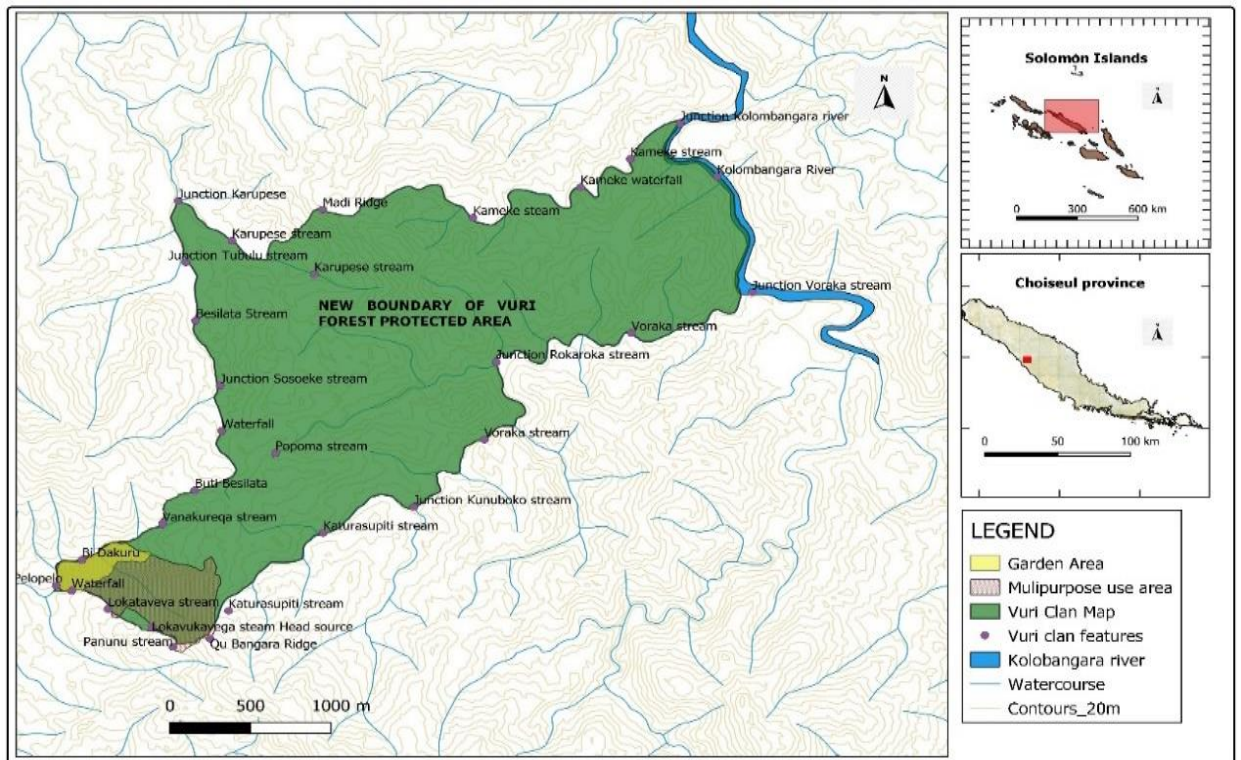 N
Junction Kolombangara river
Kameke stream
Kolombangara River
Kameke waterfall
Junction Karupese
Madi Ridge
Kameke steam
Karupese stream
Junction Tubulu stream
Karupese stream
Junction Voraka stream
NEW BOUNDARY OF VURI
FOREST PROTECTED AREA
Besilata Stream
Voraka stream
Junction Rokaroka stream
Junction Sosoeke stream
Waterfall
Voraka stream
Popoma stream
Buti Besilata
Junction Kunuboko stream
Vanakureqa stream
Katurasupiti stream
Bi Dakuru
Pelopelo
Waterfall
Lokataveva stream
Katurasupiti stream
Lokavukavega steam Head source
Panunu stream
Qu Bangara Ridge
0 500 1000 m
Solomon Islands
0 300 600 km
Choiseul province
0 50 100 km
LEGEND
Garden Area
Mulipurpose use area
Vuri Clan Map
Vuri clan features
Kolobangara river
Watercourse
Contours_20m